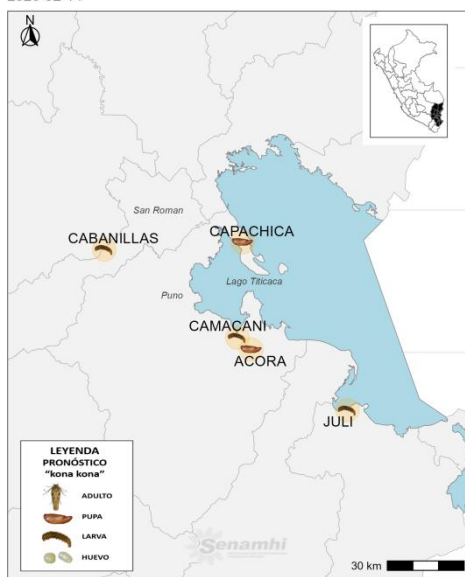 N
San Roman
CABANILLAS
CAPACHICA
Lago Titicaca
Puno
CAMACANI
ACORA
JULI
LEYENDA
PRONÓSTICO
"kona kona"
ADULTO
PUPA
LARVA
HUEVO
Senamhi
30 km